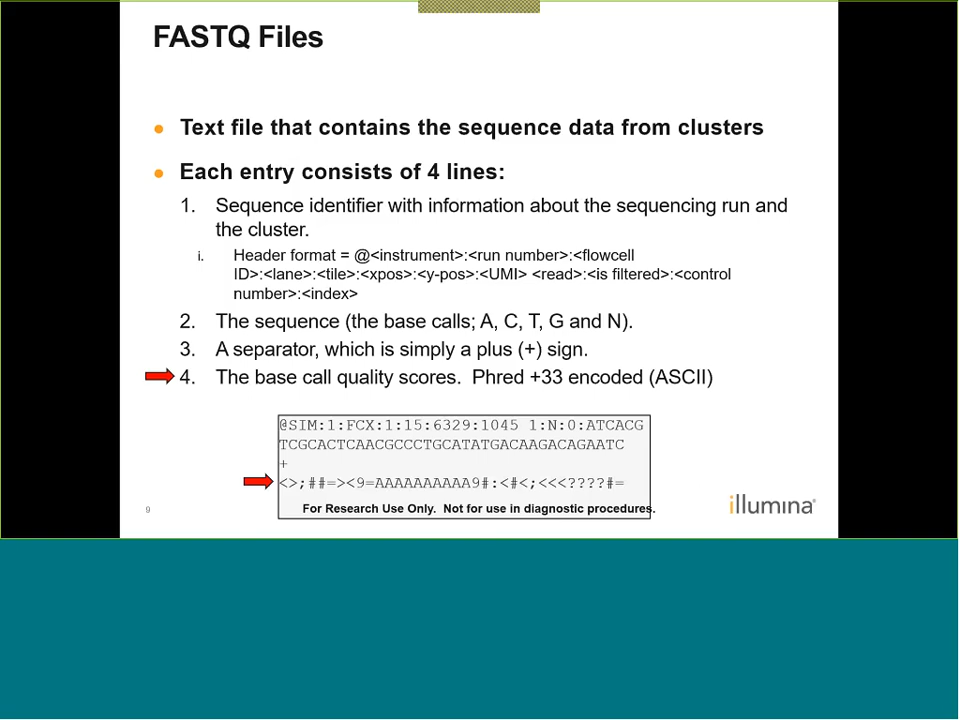 FASTQ Files
Text file that contains the sequence data from clusters
Each entry consists of 4 lines:
1. Sequence identifier with information about the sequencing run and
the cluster.
i. Header format = @<instrument>:<run number>:<flowcell
ID>:<lane>:<tile>:<xpos>:<y-pos>:<UMI> <read>:<is filtered>:<control
number>:<index>
2. The sequence (the base calls; A, C, T, G and N).
3. A separator, which is simply a plus (+) sign.
4. The base call quality scores. Phred +33 encoded (ASCII)
@SIM:1:FCX:1:15:6329:1045 1:N:0:ATCACG
TCGCACTCAACGCCCTGCATATGACAAGACAGAATC
+
<>;##=><9=AAAAAAAAAA9#:<#<;<<<????#=
9
For Research Use Only. Not for use in diagnostic procedures.
illumina®